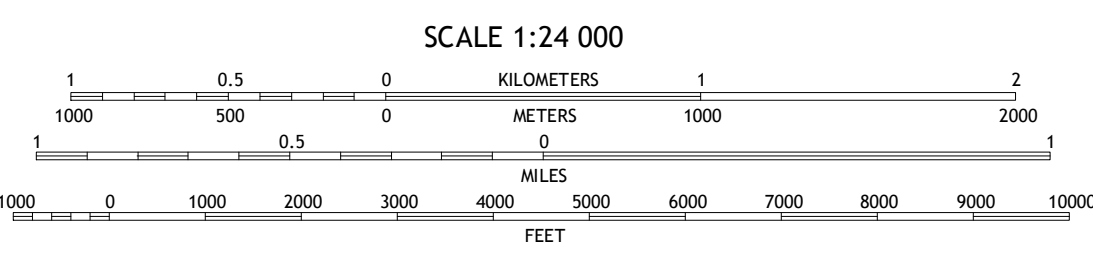 SCALE 1:24 000
1 0.5 0 KILOMETERS 1 2
1000 500 0 METERS 1000 2000
1 0.5 0 1
MILES
1000 0 1000 2000 3000 4000 5000 6000 7000 8000 9000 10000
FEET